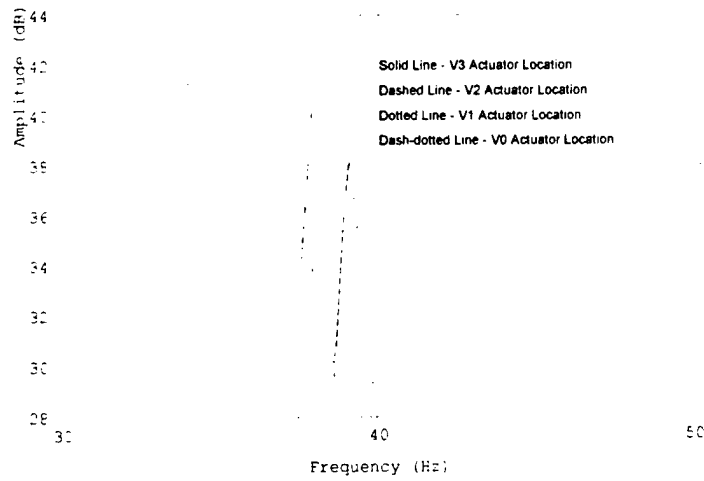 Amplitude (dB)
44
42
40
38
36
34
32
30
28
Solid Line - V3 Actuator Location
Dashed Line - V2 Actuator Location
Dotted Line - V1 Actuator Location
Dash-dotted Line - V0 Actuator Location
30
40
50
Frequency (Hz)